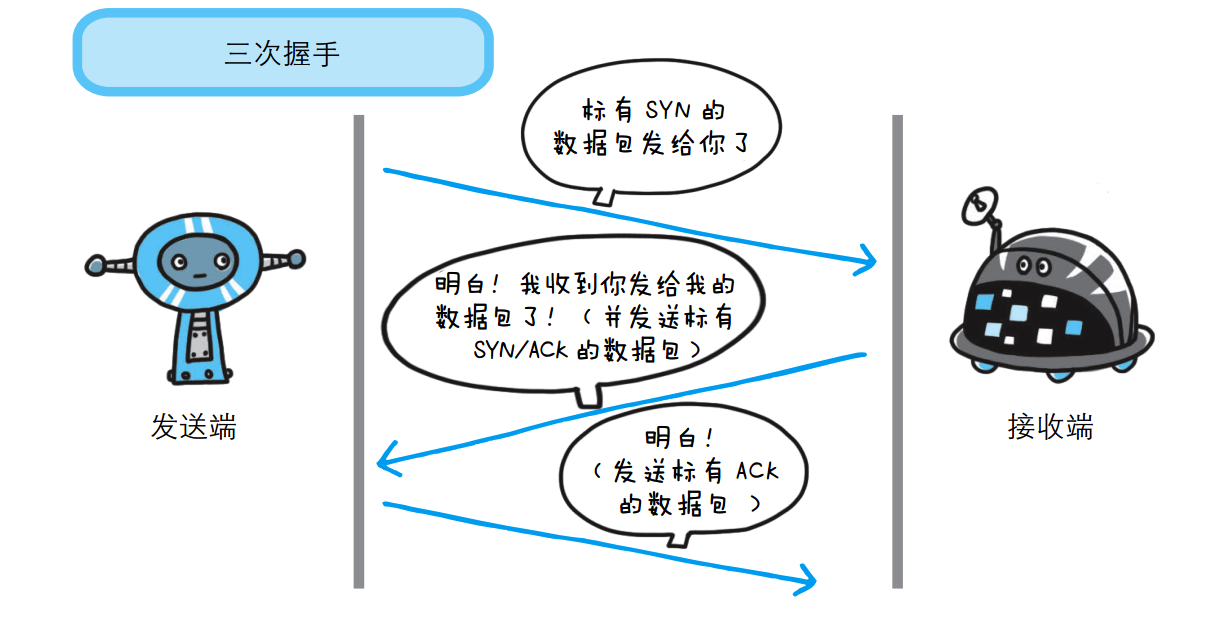 三次握手
标有 SYN 的
数据包发给你了
明白！我收到你发给我的
数据包了！（并发送标有
SYN/ACK 的数据包）
发送端
接收端
明白！
（发送标有 ACK
的数据包 ）